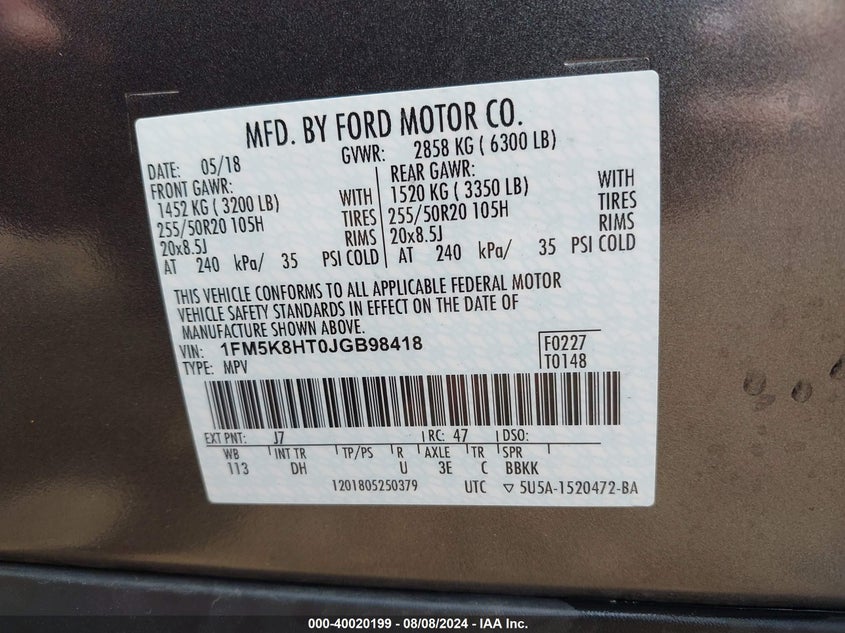 MFD. BY FORD MOTOR CO.
DATE: 05/18 GVWR: 2858 KG ( 6300 LB)
FRONT GAWR: REAR GAWR:
1452 KG ( 3200 LB) WITH 1520 KG ( 3350 LB) WITH
255/50R20 105H TIRES 255/50R20 105H TIRES
20x8.5J RIMS 20x8.5J RIMS
AT 240 kPa/ 35 PSI COLD AT 240 kPa/ 35 PSI COLD
THIS VEHICLE CONFORMS TO ALL APPLICABLE FEDERAL MOTOR
VEHICLE SAFETY STANDARDS IN EFFECT ON THE DATE OF
MANUFACTURE SHOWN ABOVE.
VIN: 1FM5K8HT0JGB98418 F0227
TYPE: MPV T0148
EXT PNT: J7 RC: 47 DSO:
WB INT TR TP/PS R AXLE TR SPR
113 DH U 3E C BBKK
1201805250379 UTC ▽ 5U5A-1520472-BA
000-40020199 - 08/08/2024 - IAA Inc.